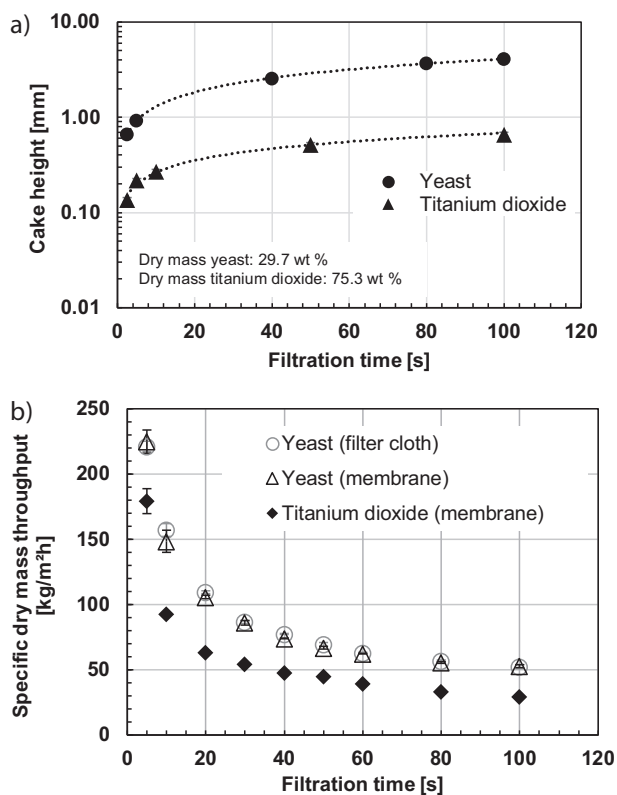 a)
10.00
1.00
0.10
0.01
Cake height [mm]
Yeast
Titanium dioxide
Dry mass yeast: 29.7 wt %
Dry mass titanium dioxide: 75.3 wt %
0 20 40 60 80 100 120
Filtration time [s]
b)
250
200
150
100
50
0
Specific dry mass throughput
[kg/m²h]
Yeast (filter cloth)
Yeast (membrane)
Titanium dioxide (membrane)
0 20 40 60 80 100 120
Filtration time [s]